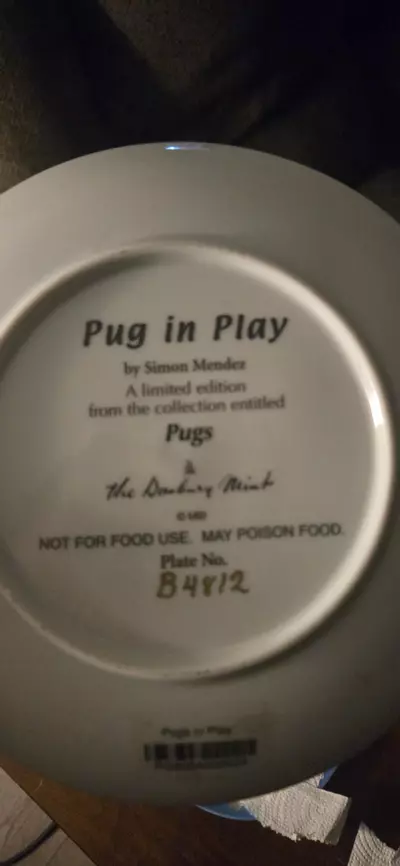 Pug in Play
by Simon Mendez
A limited edition
from the collection entitled
Pugs
&
The Danbury Mint
© MBI
NOT FOR FOOD USE. MAY POISON FOOD.
Plate No.
B4812
Pugs in Play